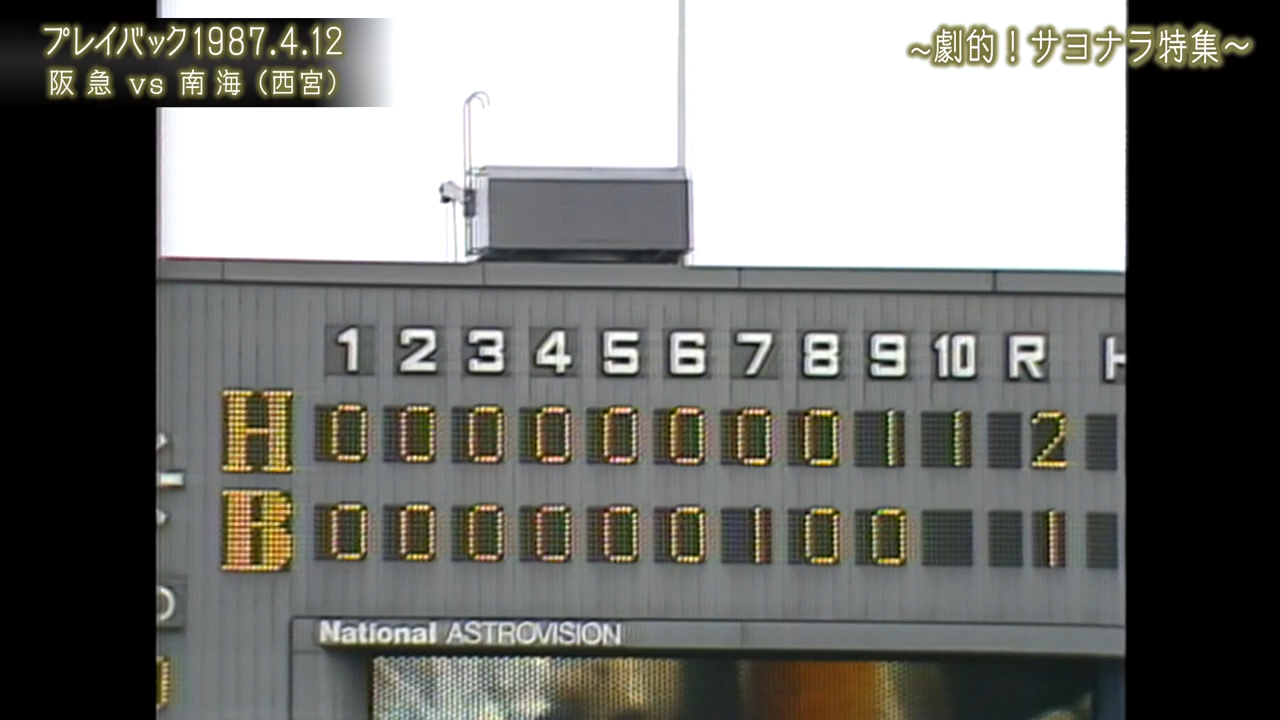 プレイバック1987.4.12
阪急 vs 南海（西宮）
～劇的！サヨナラ特集～
1 2 3 4 5 6 7 8 9 10 R H
H 0 0 0 0 0 0 0 0 1 1 2
B 0 0 0 0 0 0 1 0 0 1
National ASTROVISION